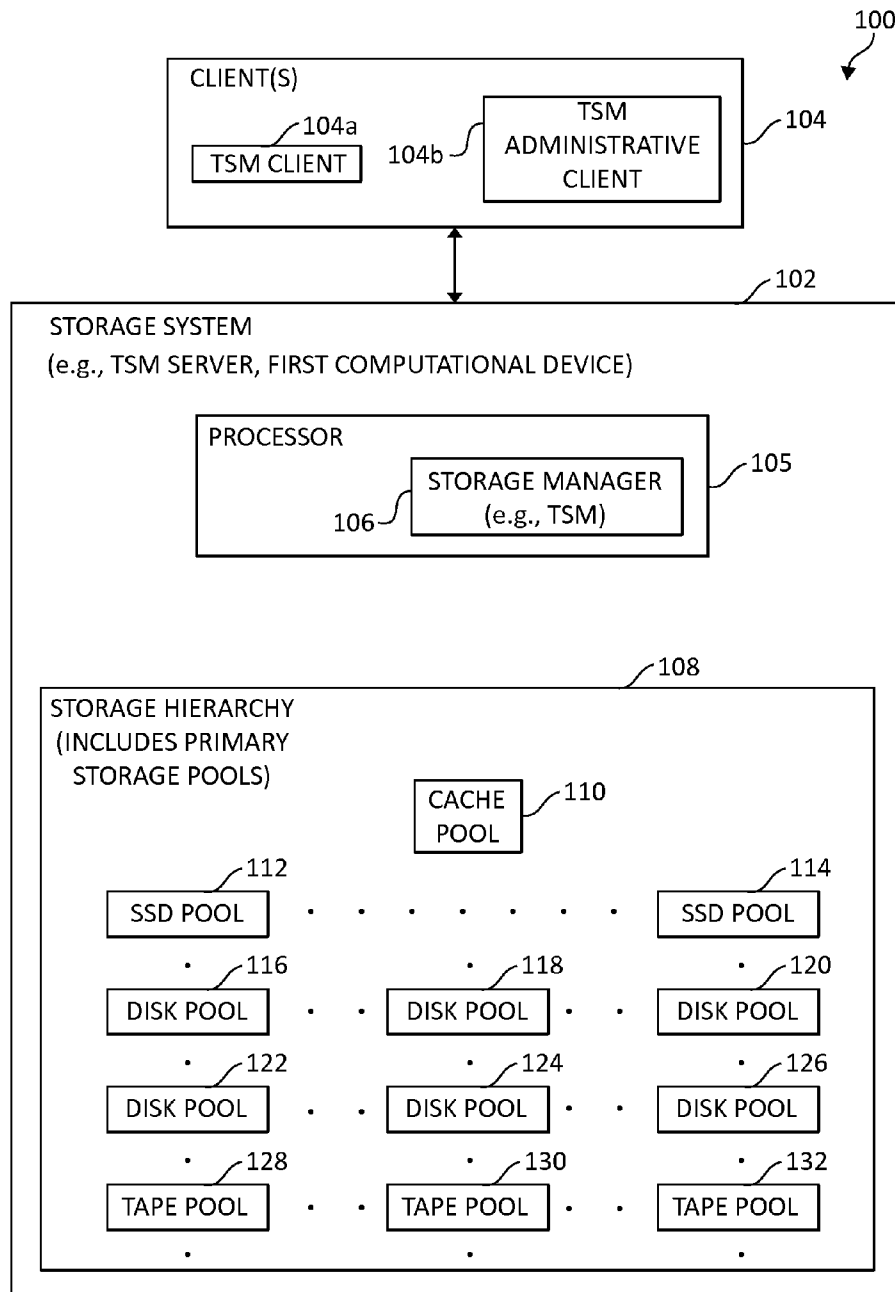 100
CLIENT(S)
104a
TSM CLIENT
104b
TSM
ADMINISTRATIVE
CLIENT
104
102
STORAGE SYSTEM
(e.g., TSM SERVER, FIRST COMPUTATIONAL DEVICE)
PROCESSOR
105
STORAGE MANAGER
(e.g., TSM)
106
108
STORAGE HIERARCHY
(INCLUDES PRIMARY
STORAGE POOLS)
CACHE
POOL
110
112
114
SSD POOL
SSD POOL
116
118
120
DISK POOL
DISK POOL
DISK POOL
122
124
126
DISK POOL
DISK POOL
DISK POOL
128
130
132
TAPE POOL
TAPE POOL
TAPE POOL